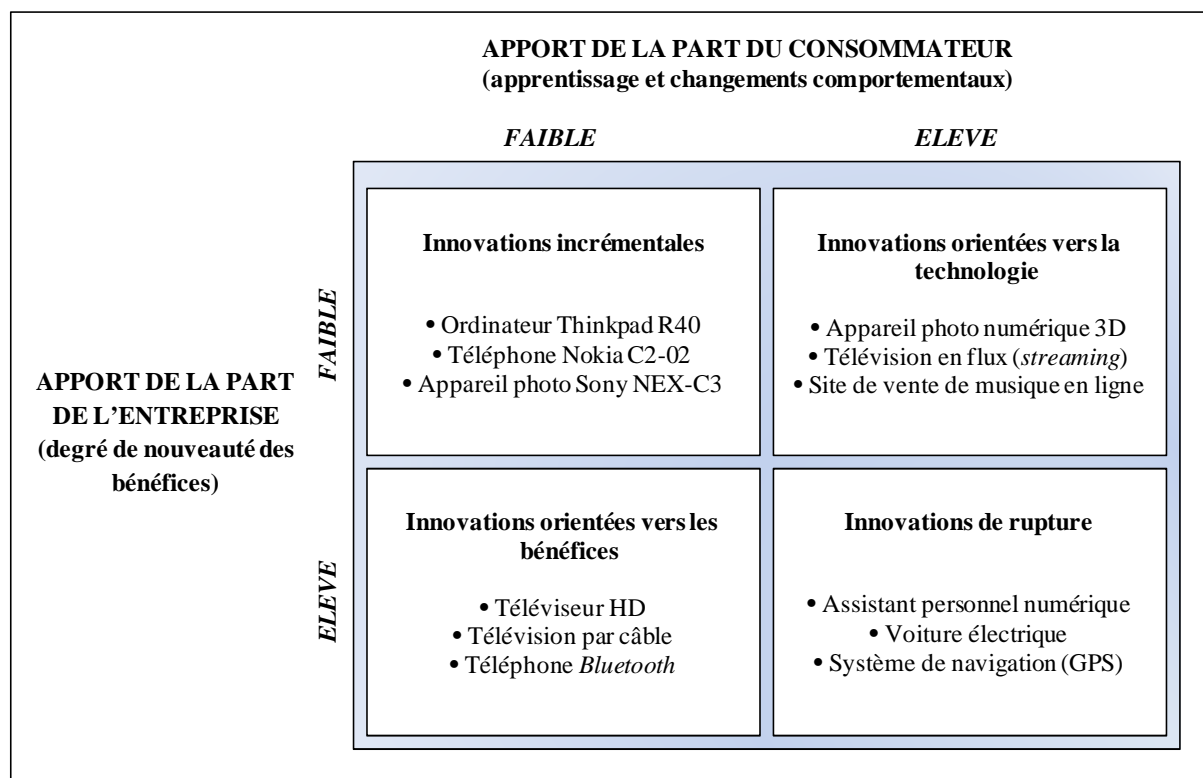 APPORT DE LA PART DU CONSOMMATEUR
(apprentissage et changements comportementaux)
FAIBLE
ELEVE
APPORT DE LA PART
DE L’ENTREPRISE
(degré de nouveauté des
bénéfices)
FAIBLE
Innovations incrémentales
• Ordinateur Thinkpad R40
• Téléphone Nokia C2-02
• Appareil photo Sony NEX-C3
Innovations orientées vers la
technologie
• Appareil photo numérique 3D
• Télévision en flux (streaming)
• Site de vente de musique en ligne
ELEVE
Innovations orientées vers les
bénéfices
• Téléviseur HD
• Télévision par câble
• Téléphone Bluetooth
Innovations de rupture
• Assistant personnel numérique
• Voiture électrique
• Système de navigation (GPS)